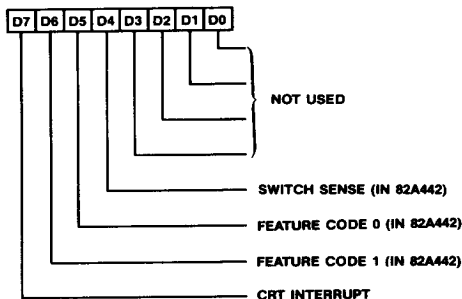 D7 D6 D5 D4 D3 D2 D1 D0
NOT USED
SWITCH SENSE (IN 82A442)
FEATURE CODE 0 (IN 82A442)
FEATURE CODE 1 (IN 82A442)
CRT INTERRUPT